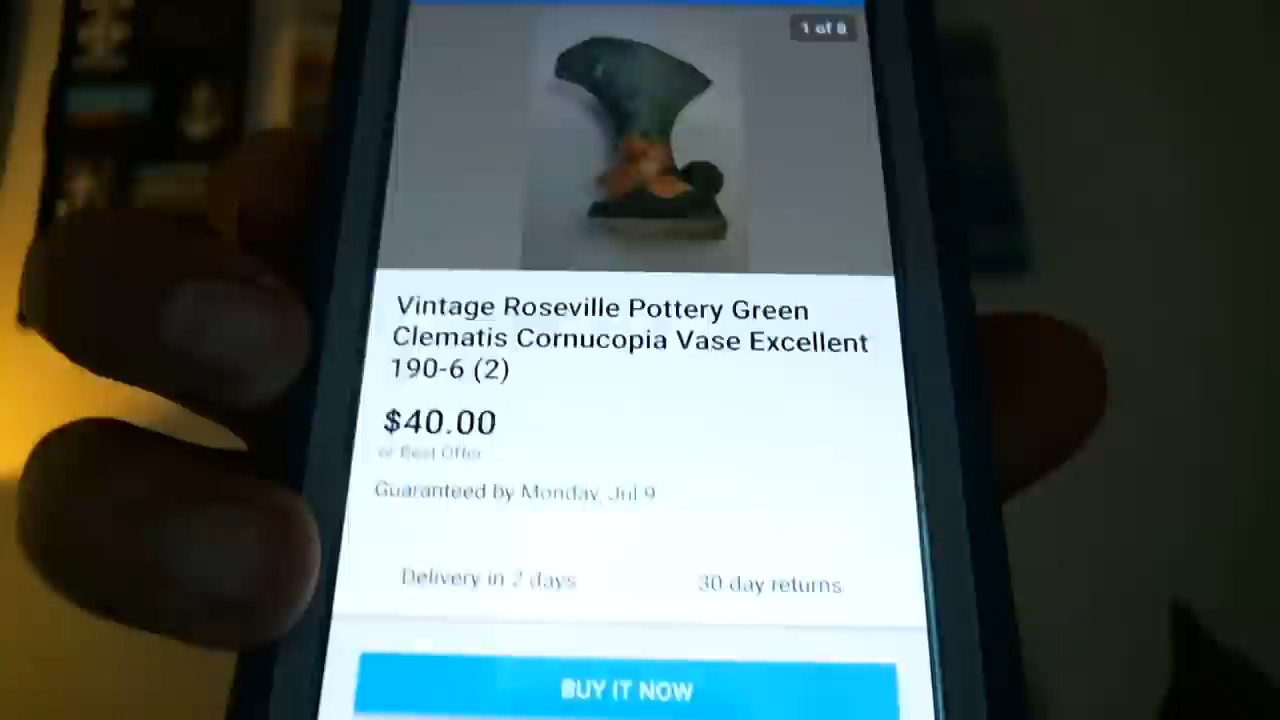 1 of 8
Vintage Roseville Pottery Green
Clematis Cornucopia Vase Excellent
190-6 (2)
$40.00
or Best Offer
Guaranteed by Monday, Jul 9
Delivery in 2 days
30 day returns
BUY IT NOW